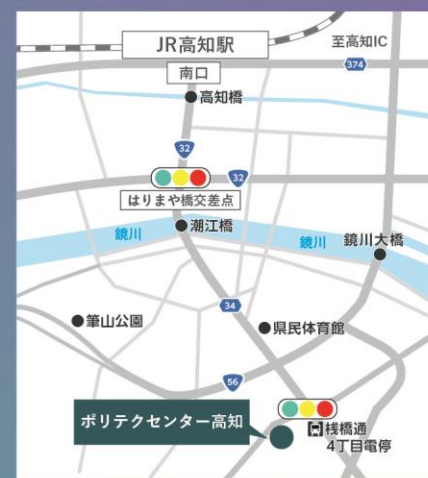 JR高知駅
至高知IC
374
南口
高知橋
32
32
はりまや橋交差点
潮江橋
鏡川
鏡川
鏡川大橋
34
筆山公園
県民体育館
56
ポリテクセンター高知
桟橋通
4丁目電停